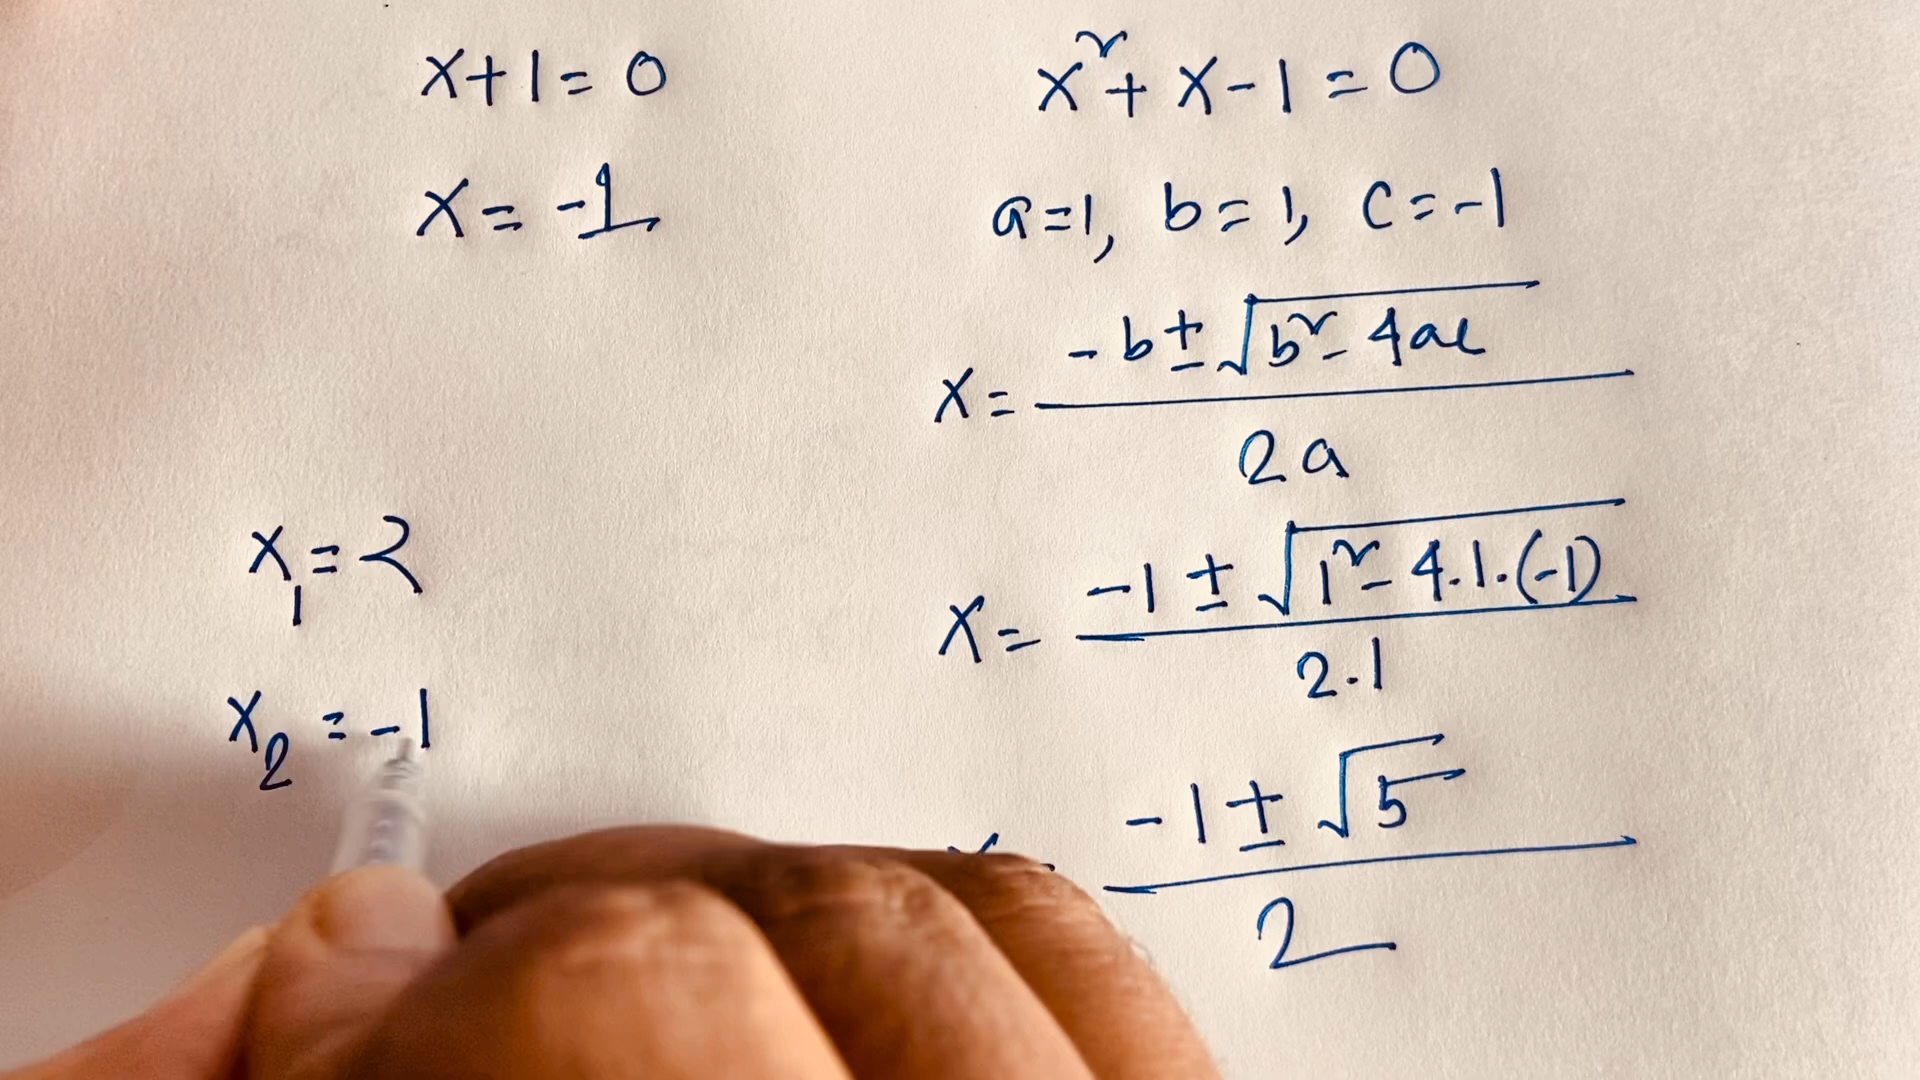 x+1=0
x=-1
x₁=2
x₂=-1
x²+x-1=0
a=1, b=1, c=-1
x=(-b±√(b²-4ac))/(2a)
x=(-1±√(1²-4.1.(-1)))/(2.1)
(-1±√5)/2